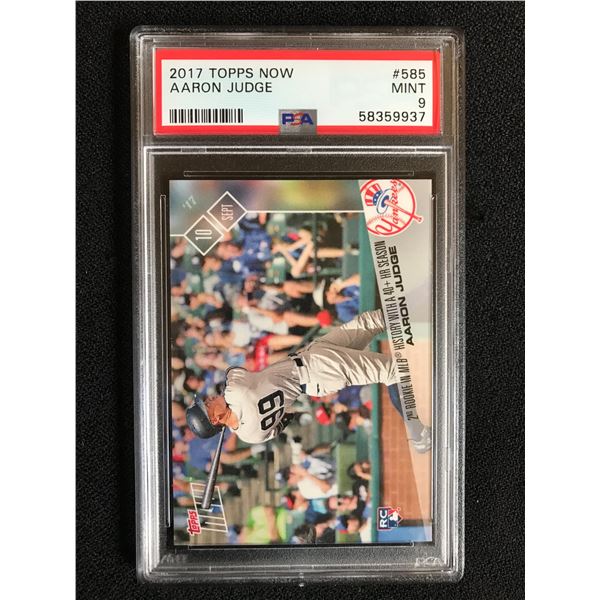 2017 TOPPS NOW #585
AARON JUDGE MINT
9
58359937
PSA
'17
10
SEPT
Yankees
2ND ROOKIE IN MLB® HISTORY WITH A 40+ HR SEASON
AARON JUDGE
99
TOPPS
RC